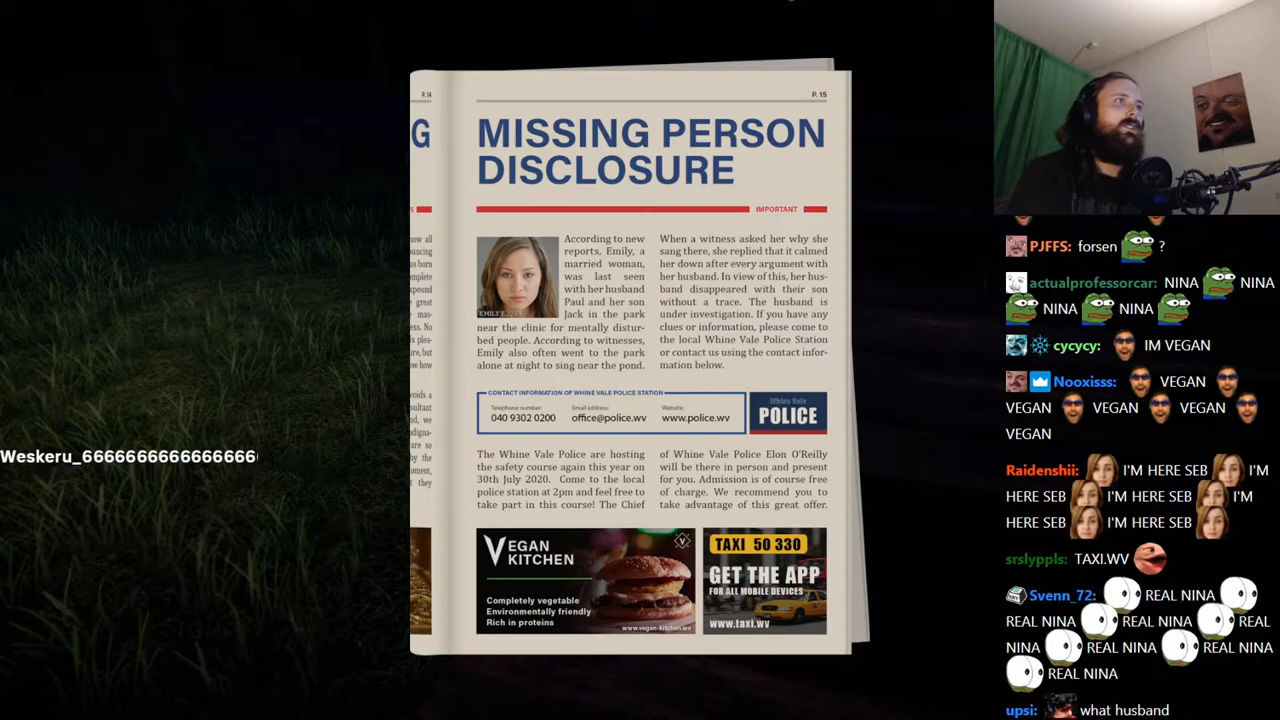 P. 14
P. 15
G
MISSING PERSON
DISCLOSURE
IMPORTANT
According to new
reports, Emily, a
married woman,
was last seen
with her husband
Paul and her son
Jack in the park
near the clinic for mentally distur-
bed people. According to witnesses,
Emily also often went to the park
alone at night to sing near the pond.
When a witness asked her why she
sang there, she replied that it calmed
her down after every argument with
her husband. In view of this, her hus-
band disappeared with their son
without a trace. The husband is
under investigation. If you have any
clues or information, please come to
the local Whine Vale Police Station
or contact us using the contact infor-
mation below.
CONTACT INFORMATION OF WHINE VALE POLICE STATION
Telephone number:
040 9302 0200
Email address:
office@police.wv
Website:
www.police.wv
Whine Vale
POLICE
The Whine Vale Police are hosting
the safety course again this year on
30th July 2020. Come to the local
police station at 2pm and feel free to
take part in this course! The Chief
of Whine Vale Police Elon O'Reilly
will be there in person and present
for you. Admission is of course free
of charge. We recommend you to
take advantage of this great offer.
VEGAN
KITCHEN
Completely vegetable
Environmentally friendly
Rich in proteins
www.vegan-kitchen.wv
TAXI 50 330
GET THE APP
FOR ALL MOBILE DEVICES
www.taxi.wv
Weskeru_6666666666666666
PJFFS: forsen ?
actualprofessorcar: NINA NINA
NINA NINA
cycycy: IM VEGAN
Nooxisss: VEGAN
VEGAN VEGAN VEGAN
VEGAN
Raidenshii: I'M HERE SEB I'M
HERE SEB I'M HERE SEB I'M
HERE SEB I'M HERE SEB
srslyppls: TAXI.WV
Svenn_72: REAL NINA
REAL NINA REAL NINA REAL
NINA REAL NINA REAL NINA
REAL NINA
upsi: what husband